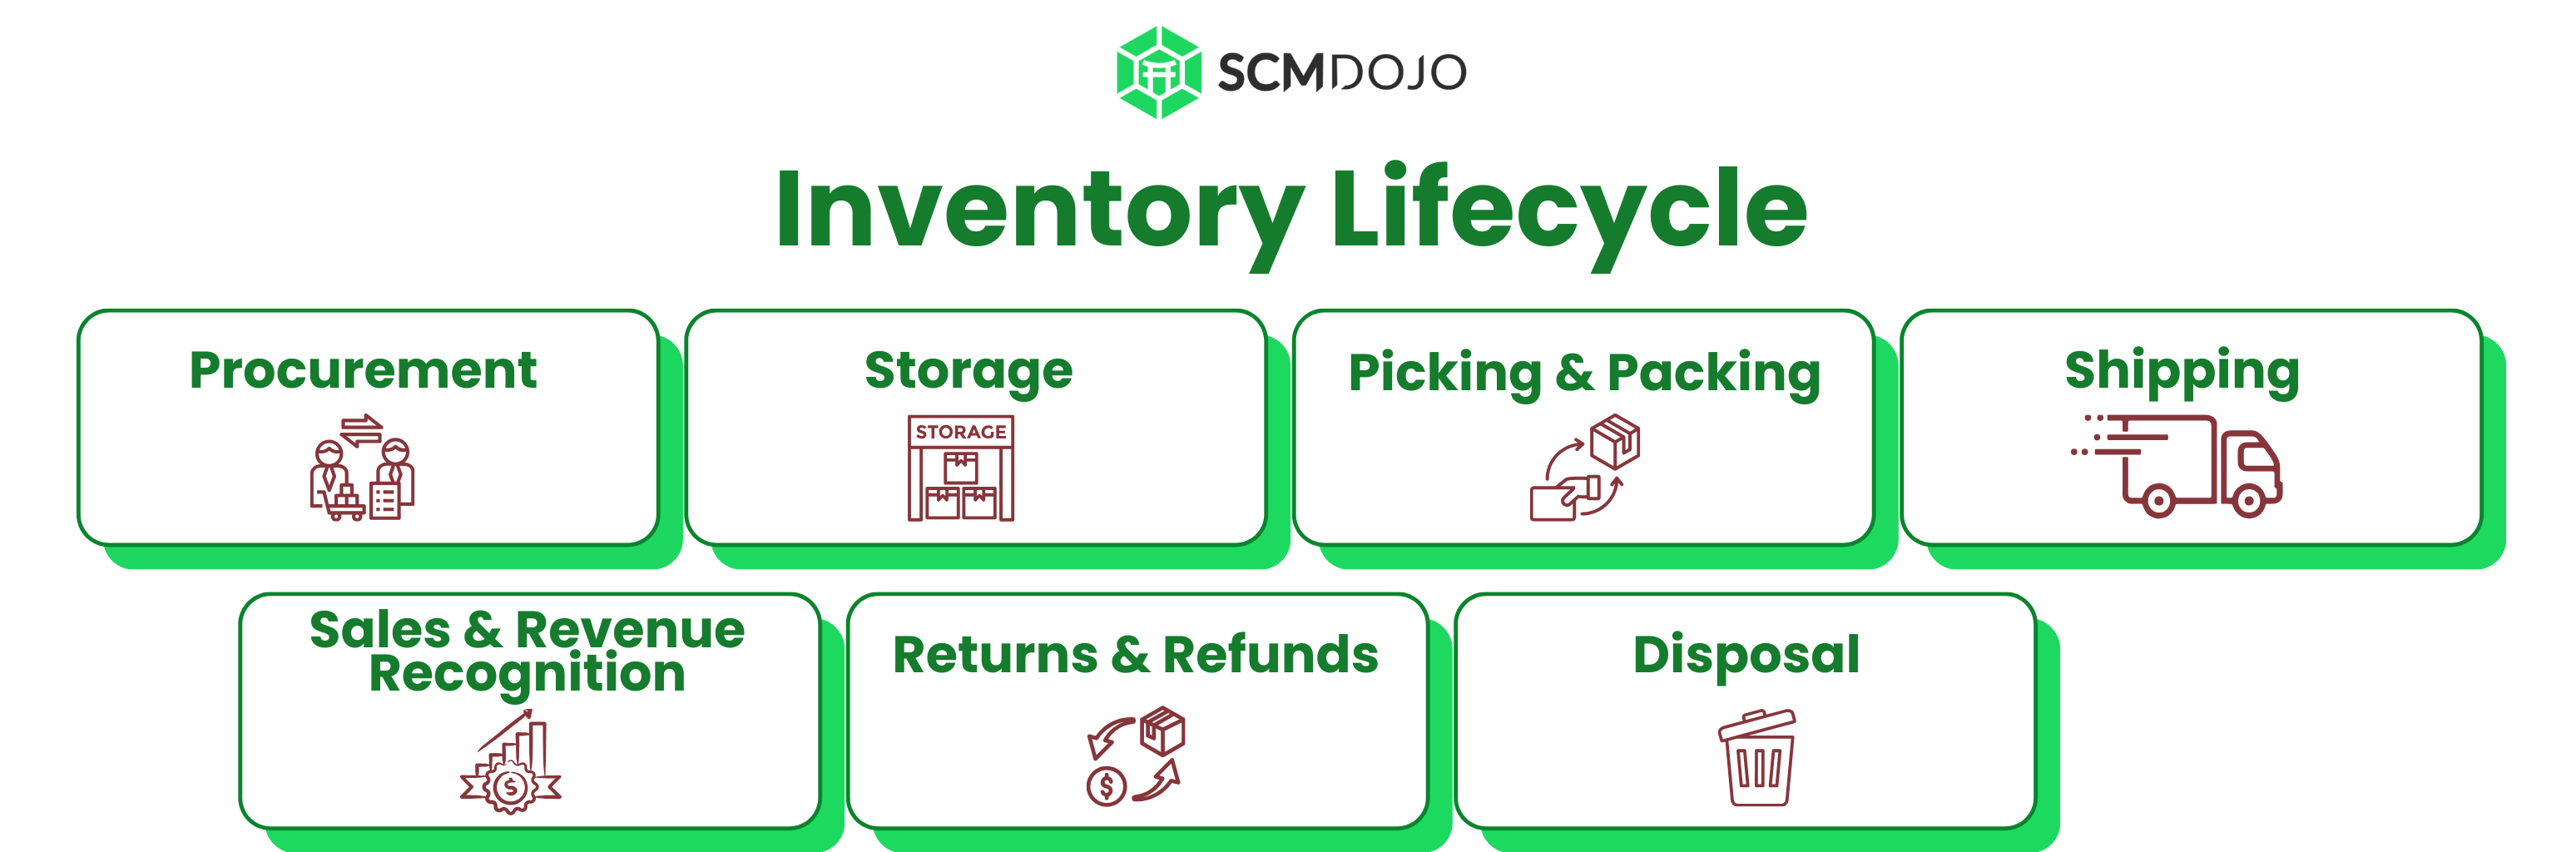 SCMDOJO
Inventory Lifecycle
Procurement
Storage
Picking & Packing
Shipping
STORAGE
Sales & Revenue
Recognition
Returns & Refunds
Disposal
$
$